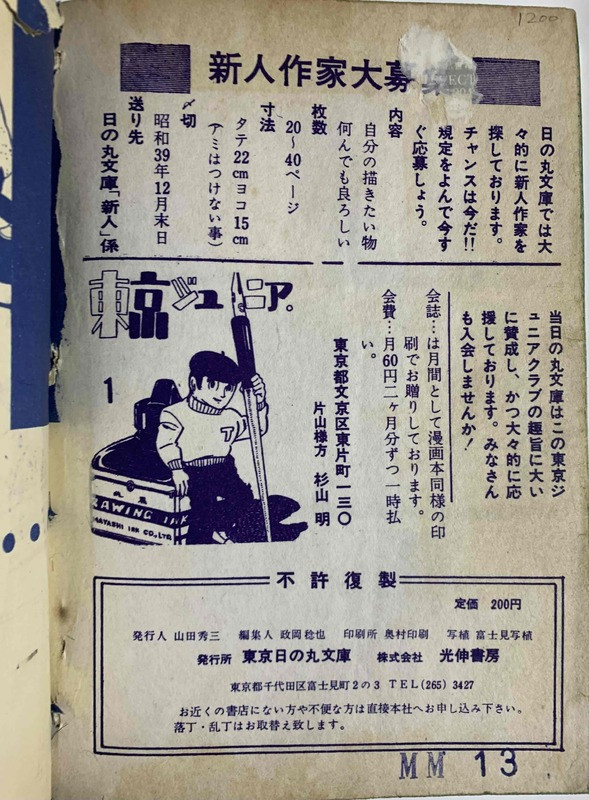 1200
新人作家大募集
日の丸文庫では大
々的に新人作家を
探しております。
チャンスは今だ!!
規定をよんで今す
ぐ応募しょう。
内容
自分の描きたい物
何んでも良ろしい
枚数
20〜40ページ
寸法
タテ22cmヨコ15cm
(アミはつけない事)
〆切
昭和39年12月末日
送り先
日の丸文庫「新人」係
東京ジュニア。
1
AWING INK
HAYASHI INK CO., LTD
当日の丸文庫はこの東京ジ
ュニアクラブの趣旨に大い
に賛成し、かつ大々的に応
援しております。みなさん
も入会しませんか!
会誌…は月間として漫画本同様の印
刷でお贈りしております。
会費…月60円二ヶ月分ずつ一時払
い。
東京都文京区東片町一三〇
片山様方 杉山 明
不許復製
定価 200円
発行人 山田秀三 編集人 政岡稔也 印刷所 奥村印刷 写植 富士見写植
発行所 東京日の丸文庫 株式会社 光伸書房
東京都千代田区富士見町2の3 TEL(265) 3427
お近くの書店にない方や不便な方は直接本社へお申し込み下さい。
落丁・乱丁はお取替え致します。
MM 13